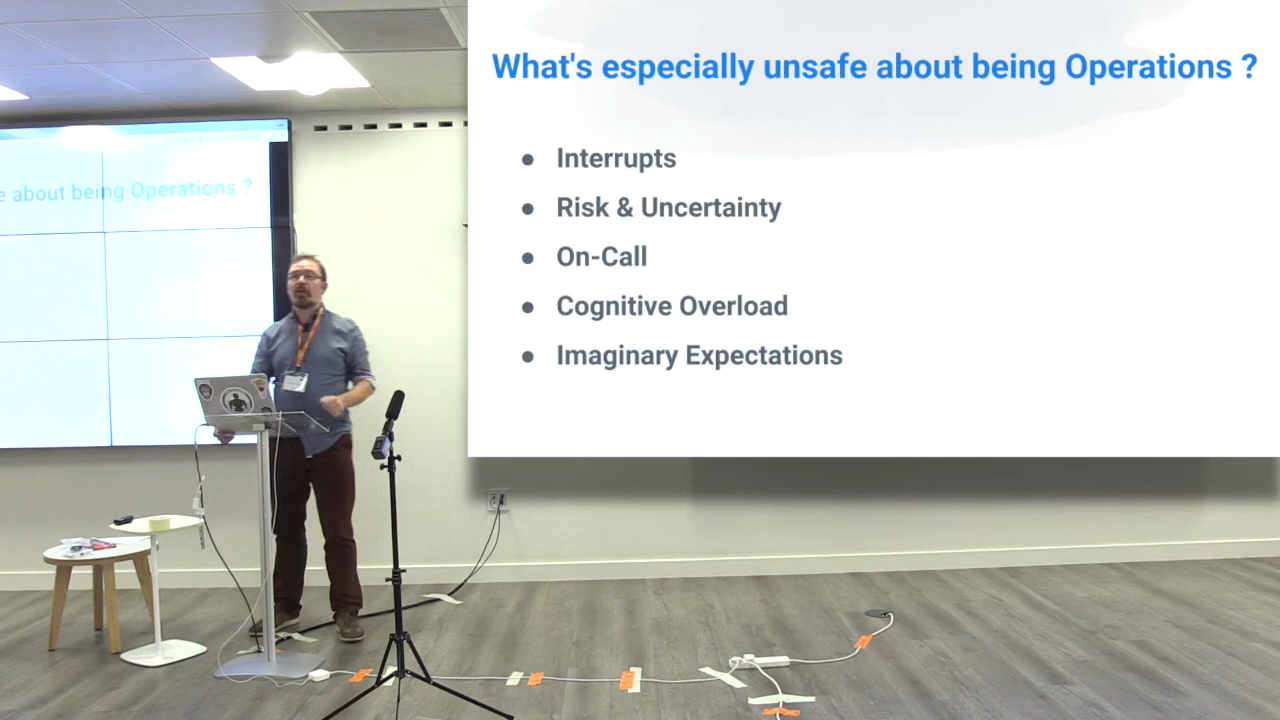 What's especially unsafe about being Operations ?
● Interrupts
● Risk & Uncertainty
● On-Call
● Cognitive Overload
● Imaginary Expectations
e about being Operations ?